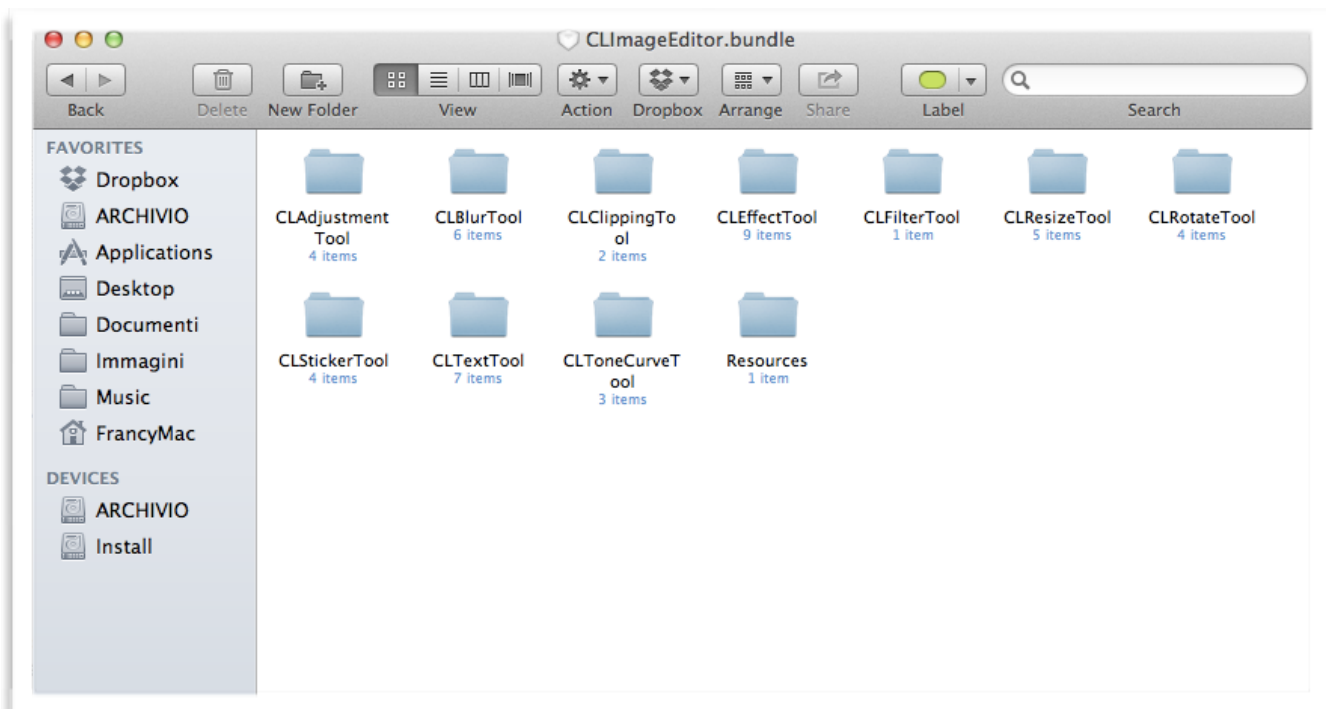 CLImageEditor.bundle
Back
Delete
New Folder
View
Action
Dropbox
Arrange
Share
Label
Search
FAVORITES
Dropbox
ARCHIVIO
Applications
Desktop
Documenti
Immagini
Music
FrancyMac
DEVICES
ARCHIVIO
Install
CLAdjustment
Tool
4 items
CLBlurTool
6 items
CLClippingTo
ol
2 items
CLEffectTool
9 items
CLFilterTool
1 item
CLResizeTool
5 items
CLRotateTool
4 items
CLStickerTool
4 items
CLTextTool
7 items
CLToneCurveT
ool
3 items
Resources
1 item